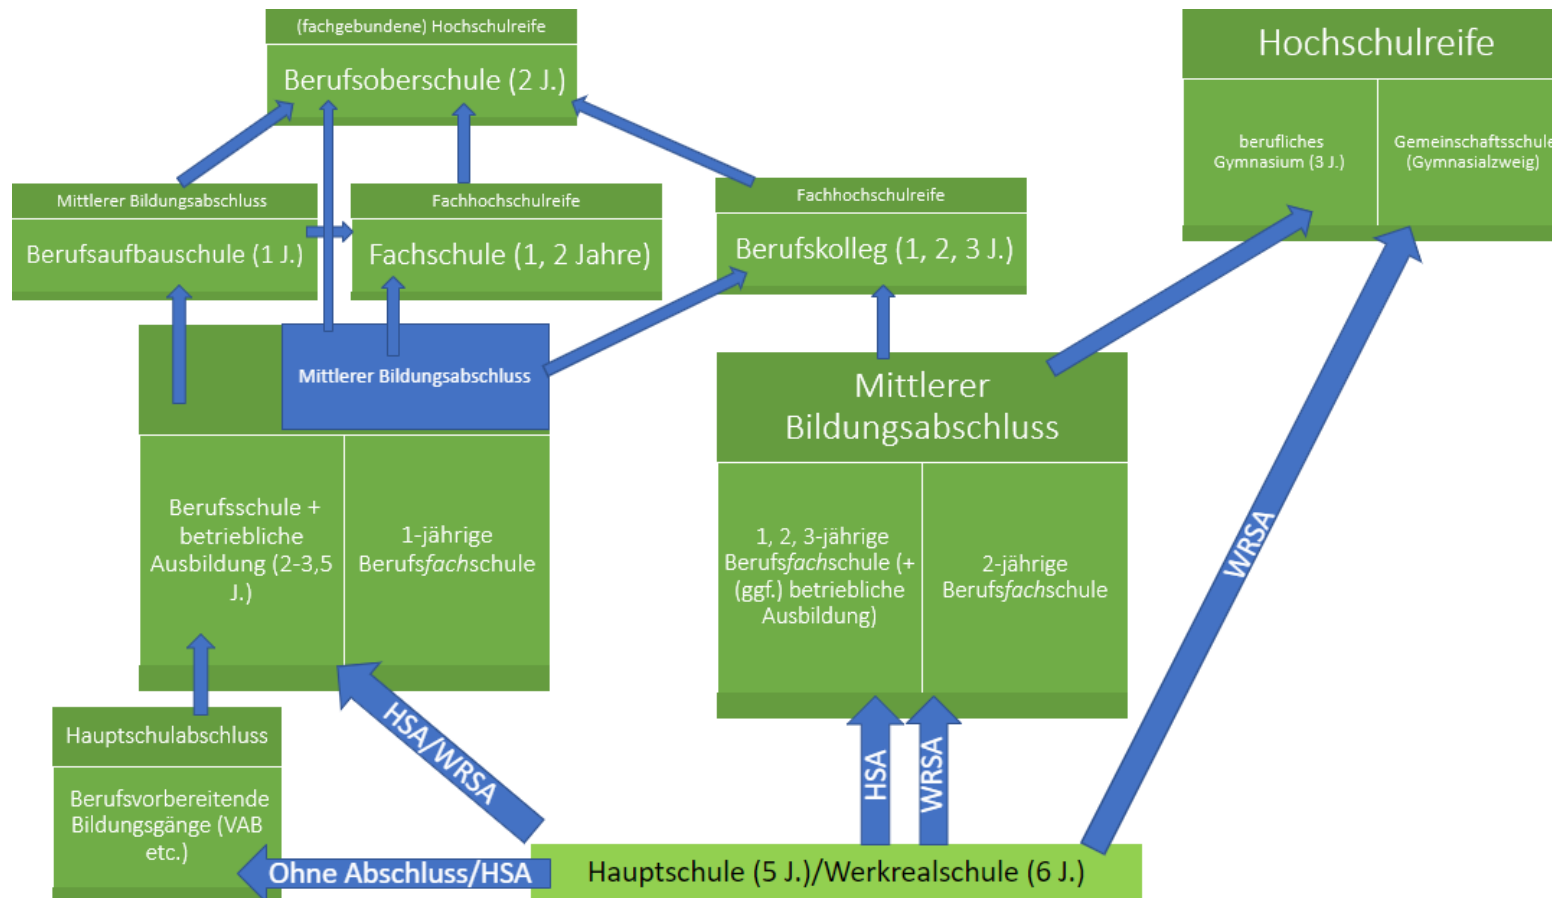 (fachgebundene) Hochschulreife
Berufsoberschule (2 J.)
Hochschulreife
berufliches
Gymnasium (3 J.)
Gemeinschaftsschule
(Gymnasialzweig)
Mittlerer Bildungsabschluss
Berufsaufbauschule (1 J.)
Fachhochschulreife
Fachschule (1, 2 Jahre)
Fachhochschulreife
Berufskolleg (1, 2, 3 J.)
Mittlerer Bildungsabschluss
Berufsschule +
betriebliche
Ausbildung (2-3,5
J.)
1-jährige
Berufsfachschule
Mittlerer
Bildungsabschluss
1, 2, 3-jährige
Berufsfachschule (+
(ggf.) betriebliche
Ausbildung)
2-jährige
Berufsfachschule
WRSA
HSA/WRSA
HSA
WRSA
Hauptschulabschluss
Berufsvorbereitende
Bildungsgänge (VAB
etc.)
Ohne Abschluss/HSA
Hauptschule (5 J.)/Werkrealschule (6 J.)